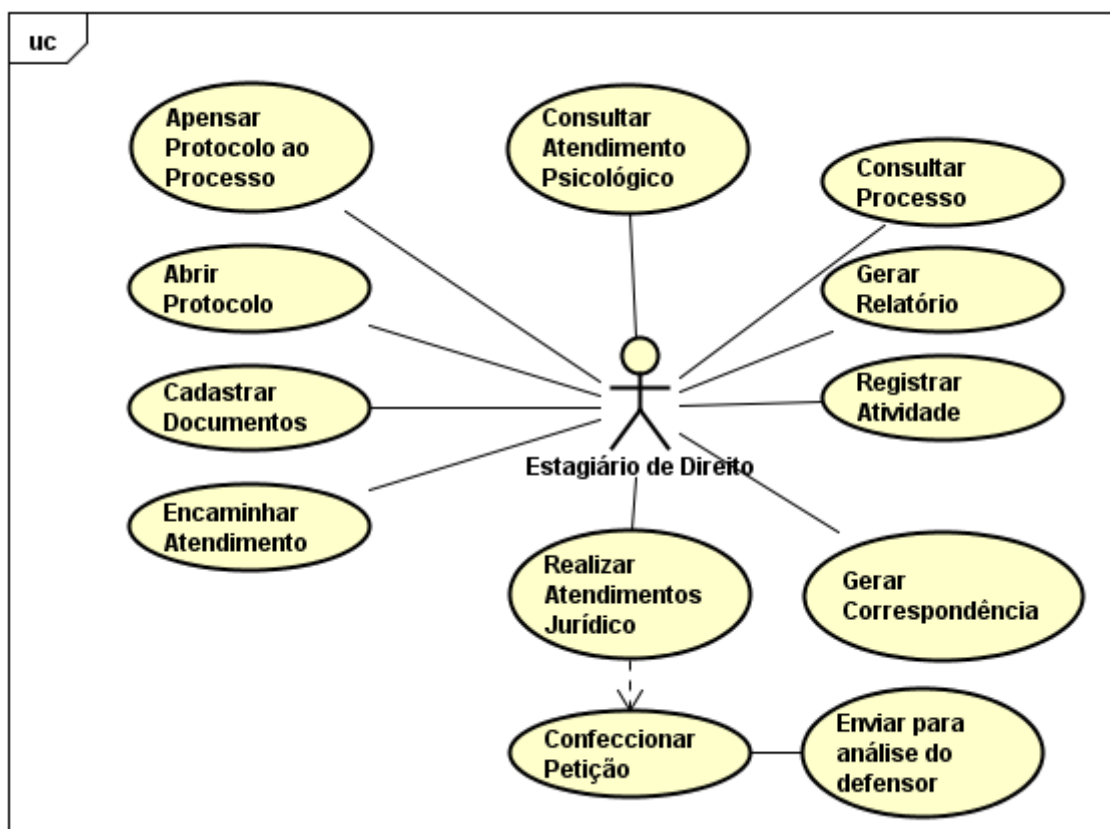 uc
Apensar
Protocolo ao
Processo
Consultar
Atendimento
Psicológico
Consultar
Processo
Abrir
Protocolo
Gerar
Relatório
Cadastrar
Documentos
Registrar
Atividade
Estagiário de Direito
Encaminhar
Atendimento
Realizar
Atendimentos
Jurídico
Gerar
Correspondência
Confeccionar
Petição
Enviar para
análise do
defensor